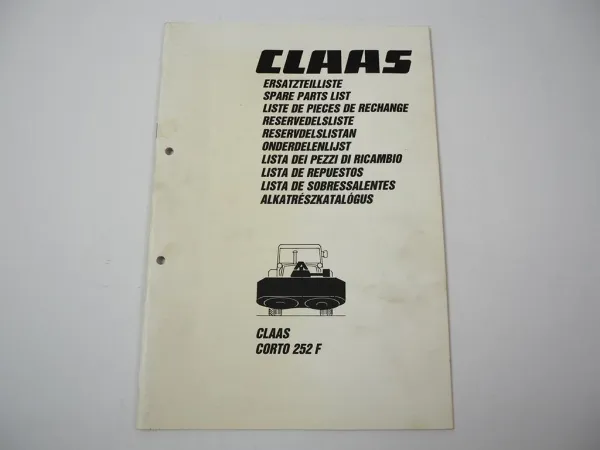 CLAAS
ERSATZTEILLISTE
SPARE PARTS LIST
LISTE DE PIECES DE RECHANGE
RESERVEDELSLISTE
RESERVDELSLISTAN
ONDERDELENLIJST
LISTA DEI PEZZI DI RICAMBIO
LISTA DE REPUESTOS
LISTA DE SOBRESSALENTES
ALKATRÉSZKATALÓGUS
CLAAS
CORTO 252 F